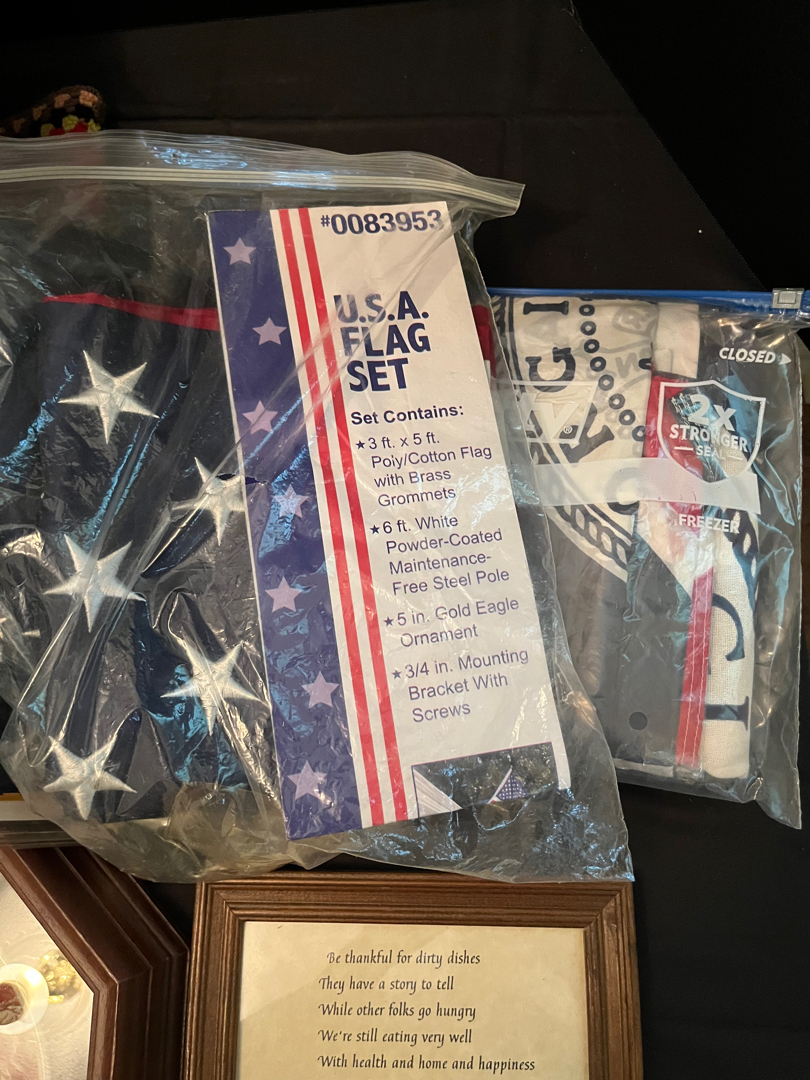 #0083953
U.S.A.
FLAG
SET
Set Contains:
★3 ft. x 5 ft.
Poly/Cotton Flag
with Brass
Grommets
★6 ft. White
Powder-Coated
Maintenance-
Free Steel Pole
★5 in. Gold Eagle
Ornament
★3/4 in. Mounting
Bracket With
Screws
CLOSED
2X
STRONGER
SEAL
FREEZER
Be thankful for dirty dishes
They have a story to tell
While other folks go hungry
We're still eating very well
With health and home and happiness